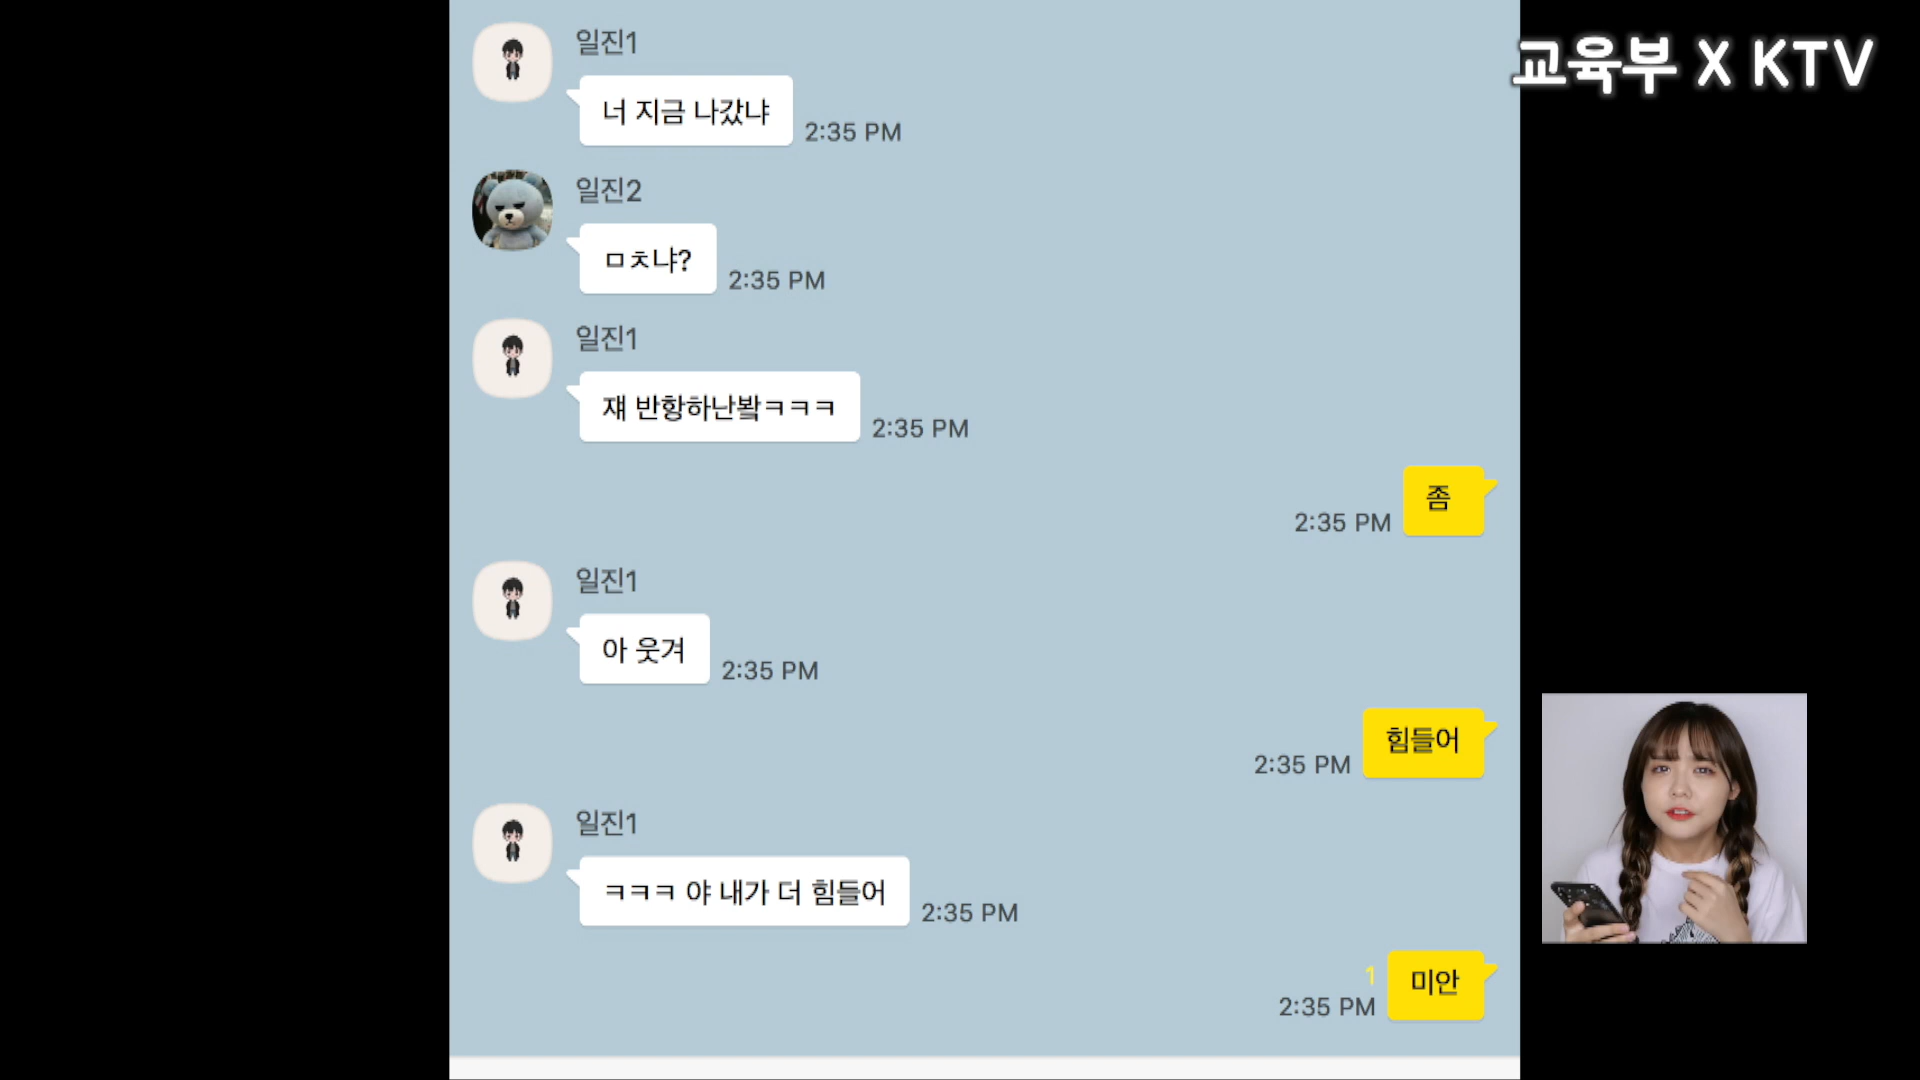 교육부 X KTV
일진1
너 지금 나갔냐
2:35 PM
일진2
ㅁㅊ냐?
2:35 PM
일진1
쟤 반항하난봨ㅋㅋㅋ
2:35 PM
좀
2:35 PM
일진1
아 웃겨
2:35 PM
힘들어
2:35 PM
일진1
ㅋㅋㅋ 야 내가 더 힘들어
2:35 PM
미안
1
2:35 PM